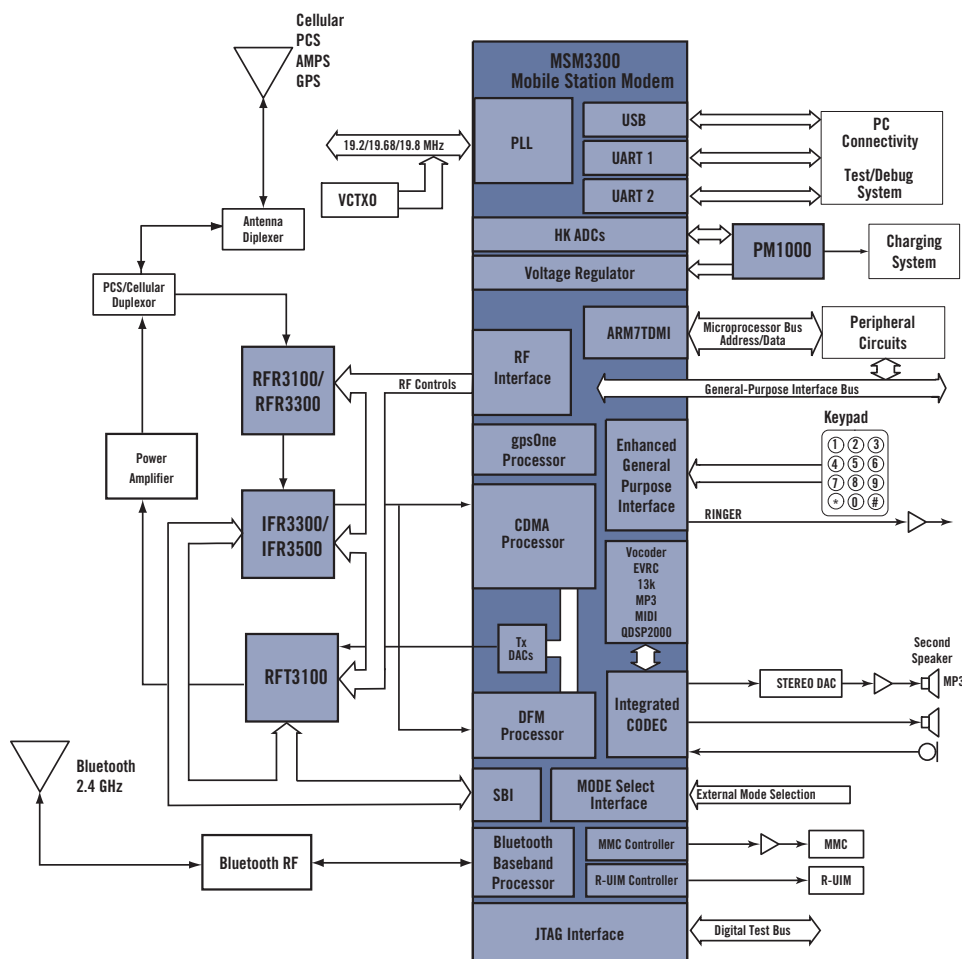 Cellular
PCS
AMPS
GPS
MSM3300
Mobile Station Modem
PLL
USB
UART 1
UART 2
PC
Connectivity
Test/Debug
System
19.2/19.68/19.8 MHz
VCTXO
Antenna
Diplexer
HK ADCs
Voltage Regulator
PM1000
Charging
System
PCS/Cellular
Duplexor
ARM7TDMI
Microprocessor Bus
Address/Data
Peripheral
Circuits
RFR3100/
RFR3300
RF Controls
RF
Interface
General-Purpose Interface Bus
Keypad
1 2 3
4 5 6
7 8 9
* 0 #
gpsOne
Processor
Enhanced
General
Purpose
Interface
Power
Amplifier
IFR3300/
IFR3500
CDMA
Processor
RINGER
Vocoder
EVRC
13k
MP3
MIDI
QDSP2000
Tx
DACs
RFT3100
Second
Speaker
MP3
STEREO DAC
Integrated
CODEC
DFM
Processor
Bluetooth
2.4 GHz
SBI
MODE Select
Interface
External Mode Selection
Bluetooth RF
Bluetooth
Baseband
Processor
MMC Controller
MMC
R-UIM Controller
R-UIM
JTAG Interface
Digital Test Bus